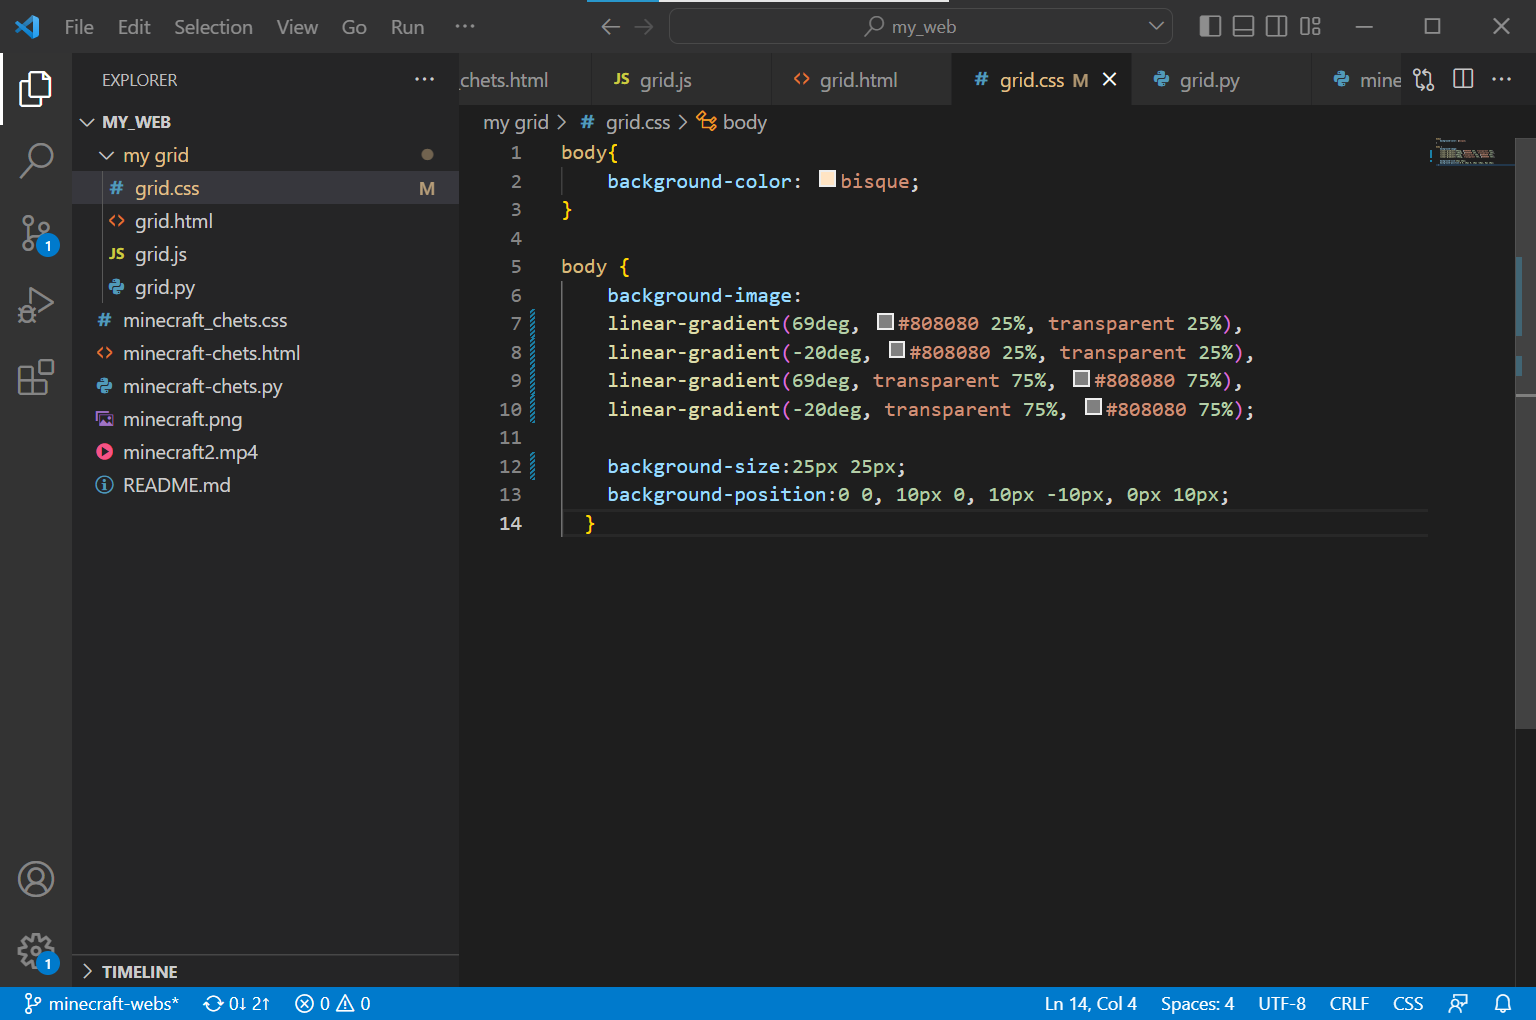 File Edit Selection View Go Run ··· my_web
EXPLORER ···
_chets.html JS grid.js <> grid.html # grid.css M grid.py mine ···
MY_WEB
my grid
# grid.css M
<> grid.html
JS grid.js
grid.py
# minecraft_chets.css
<> minecraft-chets.html
minecraft-chets.py
minecraft.png
minecraft2.mp4
README.md
1
1
TIMELINE
my grid > # grid.css > body
1 body{
2     background-color: bisque;
3 }
4
5 body {
6     background-image:
7     linear-gradient(69deg, #808080 25%, transparent 25%),
8     linear-gradient(-20deg, #808080 25%, transparent 25%),
9     linear-gradient(69deg, transparent 75%, #808080 75%),
10     linear-gradient(-20deg, transparent 75%, #808080 75%);
11
12     background-size:25px 25px;
13     background-position:0 0, 10px 0, 10px -10px, 0px 10px;
14   }
minecraft-webs* 0↓ 2↑ 0 0 Ln 14, Col 4 Spaces: 4 UTF-8 CRLF CSS